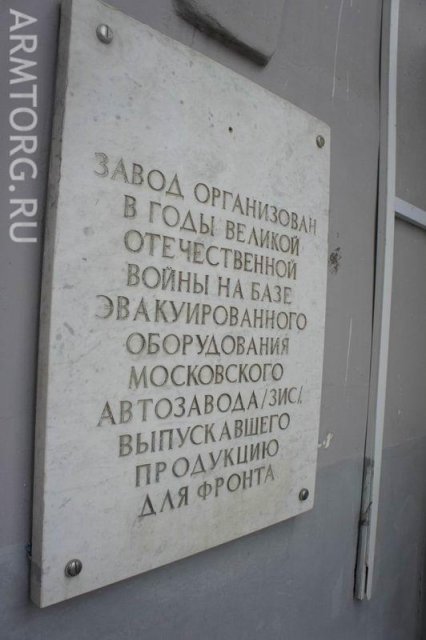 ARMTORG.RU
ЗАВОД ОРГАНИЗОВАН
В ГОДЫ ВЕЛИКОЙ
ОТЕЧЕСТВЕННОЙ
ВОЙНЫ НА БАЗЕ
ЭВАКУИРОВАННОГО
ОБОРУДОВАНИЯ
МОСКОВСКОГО
АВТОЗАВОДА/ЗИС/,
ВЫПУСКАВШЕГО
ПРОДУКЦИЮ
ДЛЯ ФРОНТА